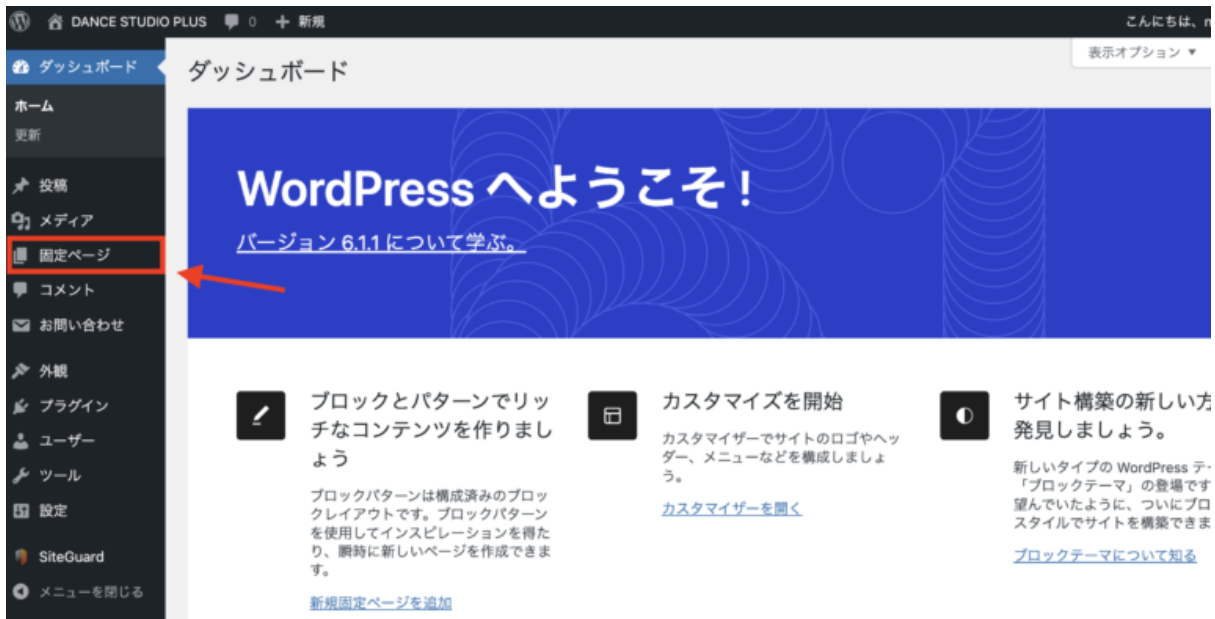 DANCE STUDIO PLUS 0 新規
こんにちは、
表示オプション ▼
ダッシュボード
ホーム
更新
投稿
メディア
固定ページ
コメント
お問い合わせ
外観
プラグイン
ユーザー
ツール
設定
SiteGuard
メニューを閉じる
ダッシュボード
WordPress へようこそ !
バージョン 6.1.1 について学ぶ。
ブロックとパターンでリッ
チなコンテンツを作りまし
ょう
ブロックパターンは構成済みのブロッ
クレイアウトです。ブロックパターン
を使用してインスピレーションを得た
り、瞬時に新しいページを作成できま
す。
新規固定ページを追加
カスタマイズを開始
カスタマイザーでサイトのロゴやヘッ
ダー、メニューなどを構成しましょ
う。
カスタマイザーを開く
サイト構築の新しい方
発見しましょう。
新しいタイプの WordPress テー
「ブロックテーマ」の登場です
望んでいたように、ついにブロ
スタイルでサイトを構築できま
ブロックテーマについて知る